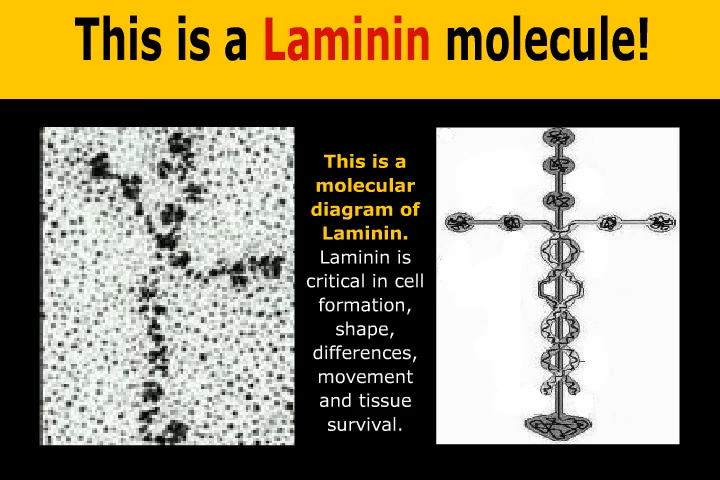 This is a Laminin molecule!
This is a
molecular
diagram of
Laminin.
Laminin is
critical in cell
formation,
shape,
differences,
movement
and tissue
survival.